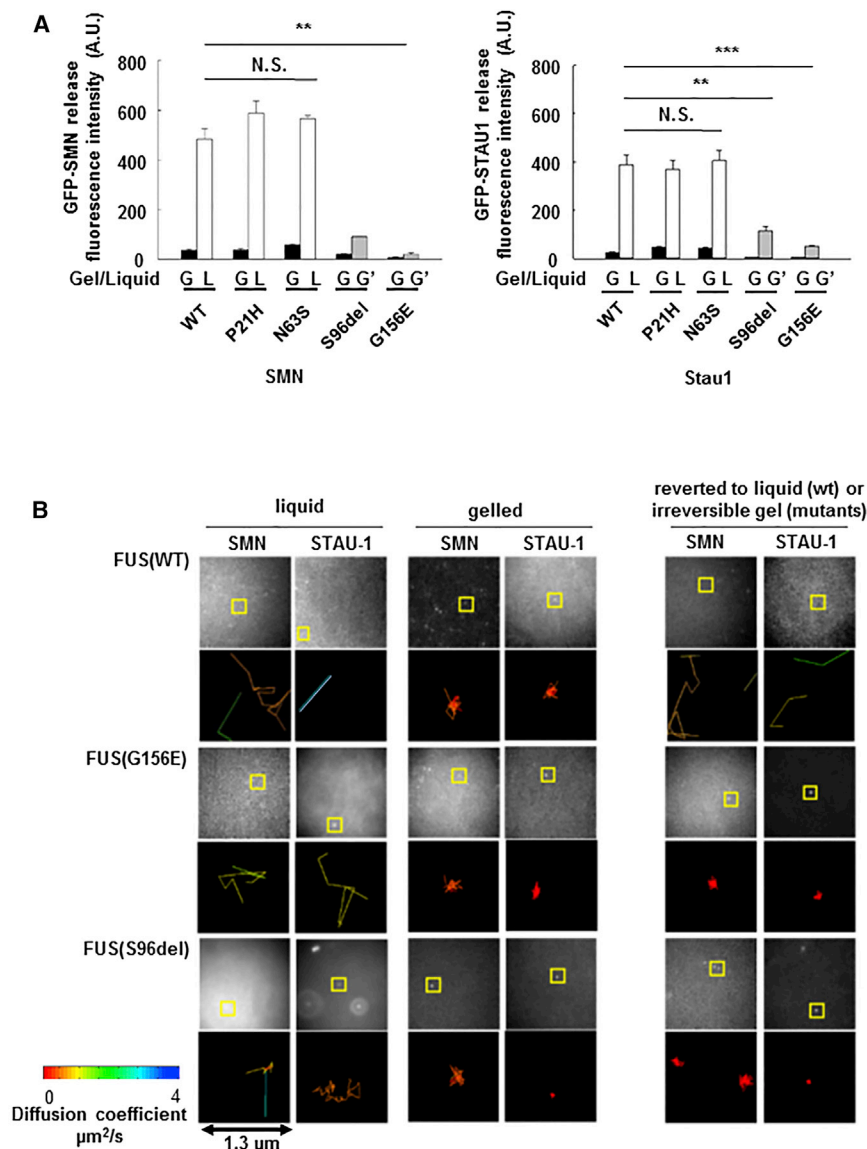 A
GFP-SMN release
fluorescence intensity (A.U.)
800
600
400
200
0
**
N.S.
Gel/Liquid G L G L G L G G' G G'
WT P21H N63S S96del G156E
SMN
GFP-STAU1 release
fluorescence intensity (A.U.)
800
600
400
200
0
***
**
N.S.
Gel/Liquid G L G L G L G G' G G'
WT P21H N63S S96del G156E
Stau1
B
liquid gelled reverted to liquid (wt) or
irreversible gel (mutants)
SMN STAU-1 SMN STAU-1 SMN STAU-1
FUS(WT)
FUS(G156E)
FUS(S96del)
0 4
Diffusion coefficient
µm²/s
1.3 µm